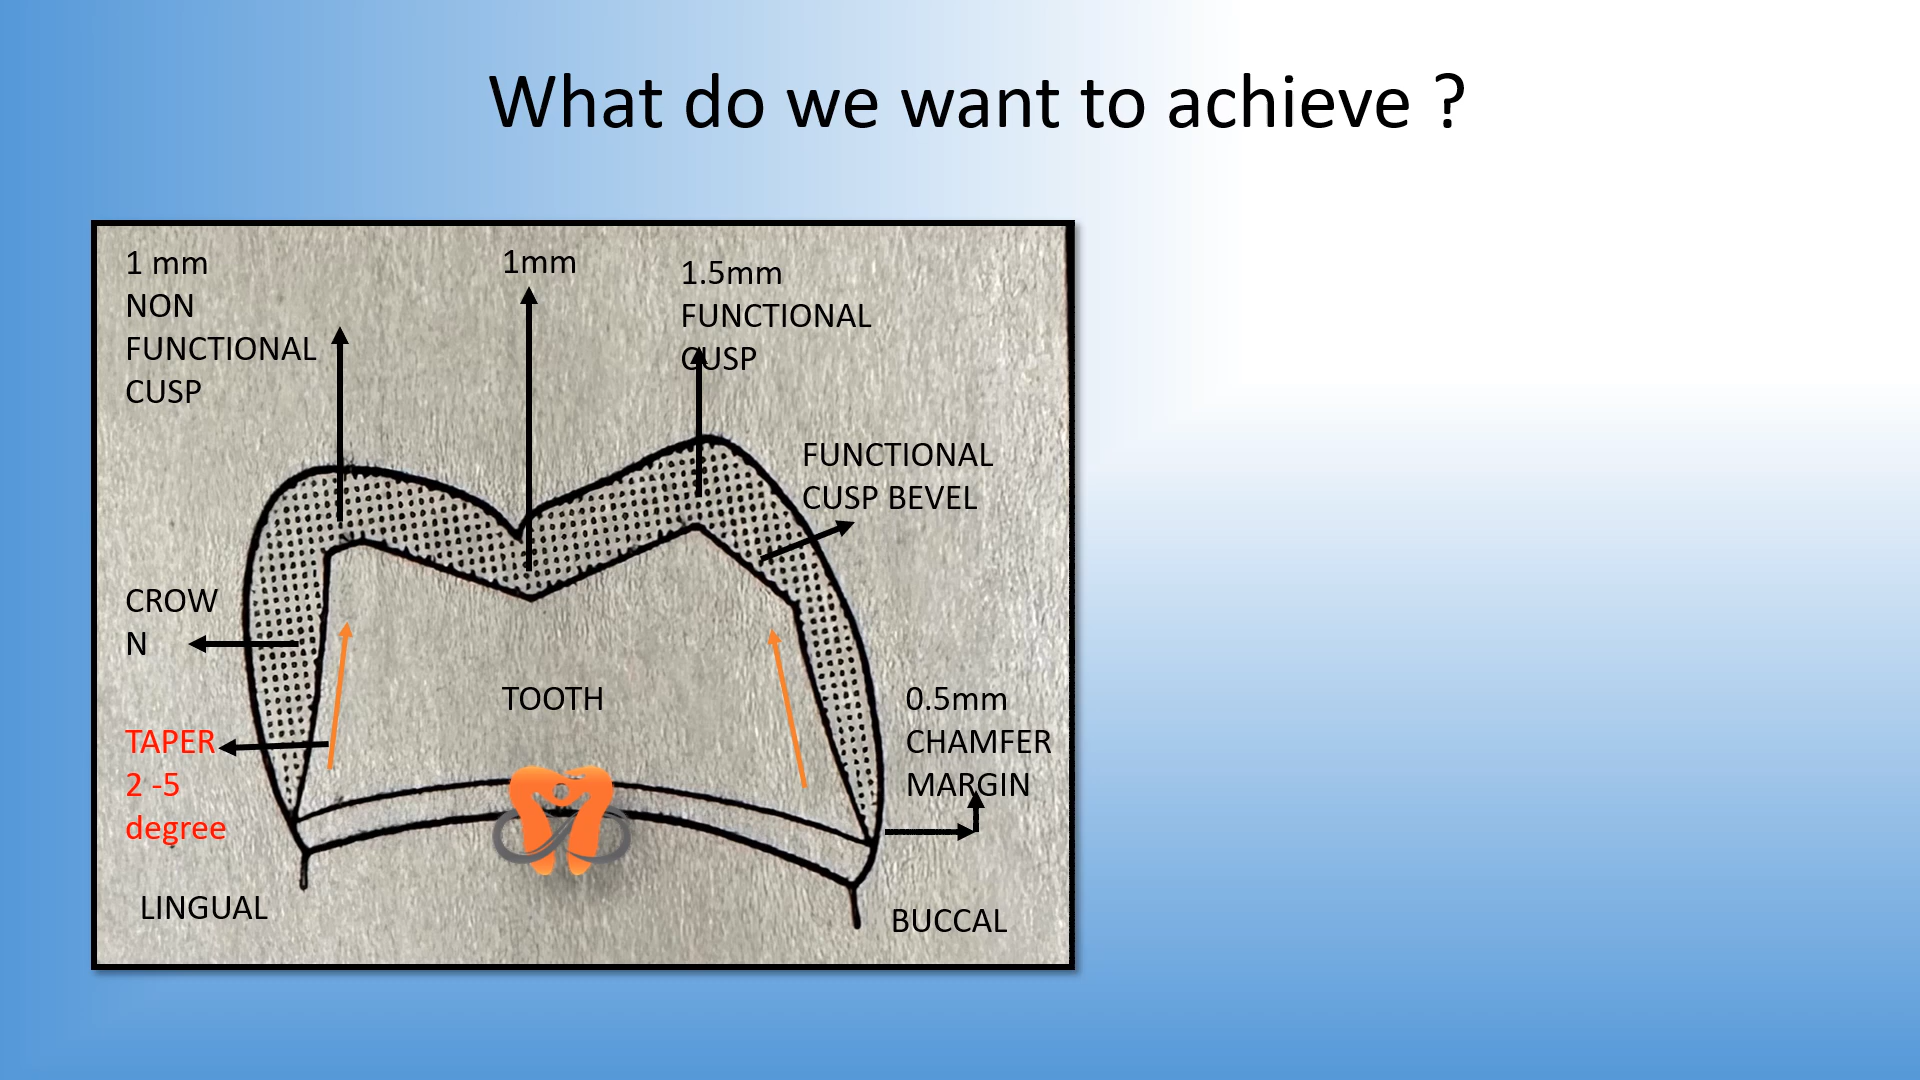 What do we want to achieve ?
1 mm
NON
FUNCTIONAL
CUSP
1mm
1.5mm
FUNCTIONAL
CUSP
FUNCTIONAL
CUSP BEVEL
CROW
N
TOOTH
TAPER
2 -5
degree
0.5mm
CHAMFER
MARGIN
LINGUAL
BUCCAL